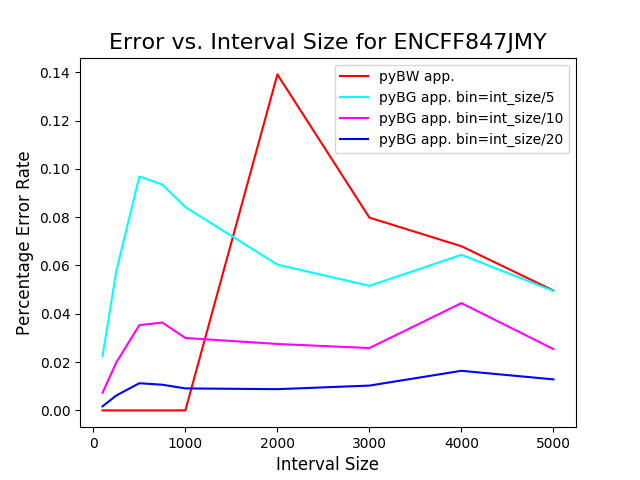 Error vs. Interval Size for ENCFF847JMY
pyBW app.
pyBG app. bin=int_size/5
pyBG app. bin=int_size/10
pyBG app. bin=int_size/20
Percentage Error Rate
0.14
0.12
0.10
0.08
0.06
0.04
0.02
0.00
0 1000 2000 3000 4000 5000
Interval Size